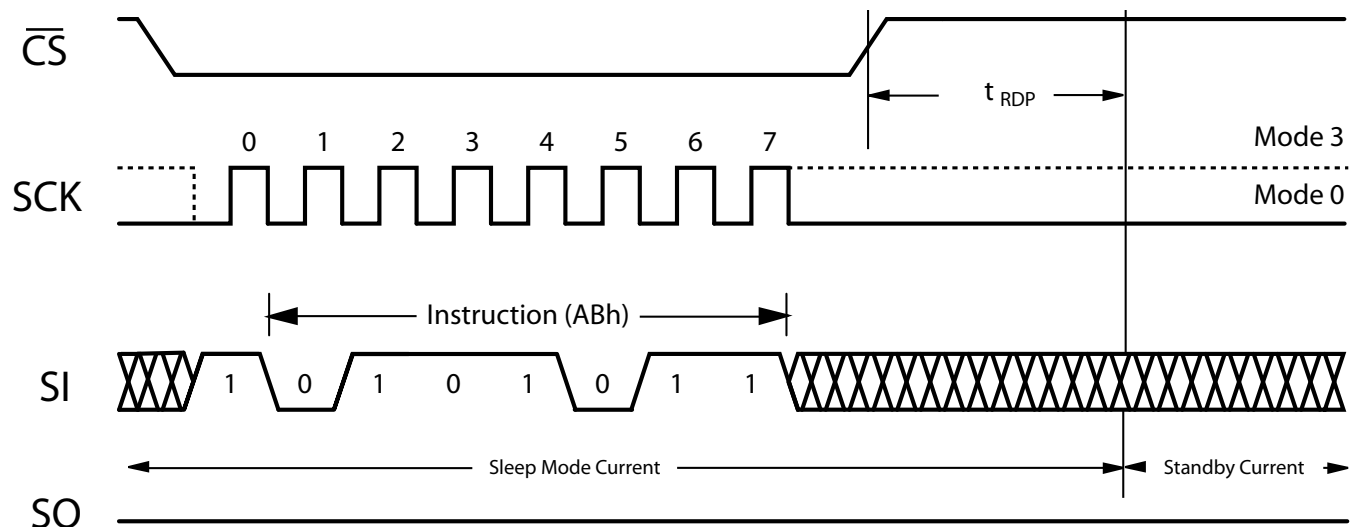 CS
t RDP
0 1 2 3 4 5 6 7
Mode 3
SCK
Mode 0
Instruction (ABh)
SI
1 0 1 0 1 0 1 1
Sleep Mode Current
Standby Current
SO